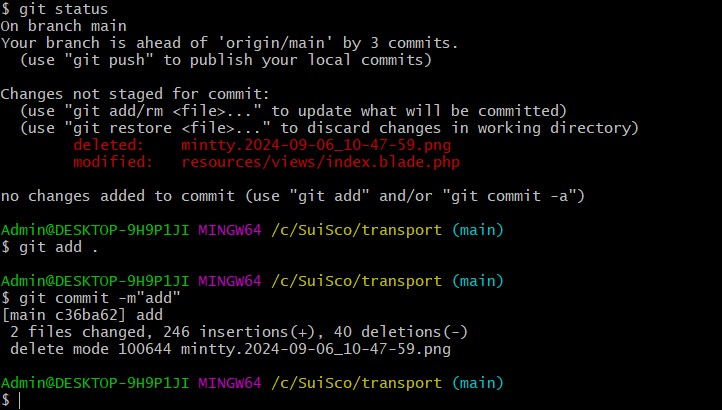 $ git status
On branch main
Your branch is ahead of 'origin/main' by 3 commits.
  (use "git push" to publish your local commits)

Changes not staged for commit:
  (use "git add/rm <file>..." to update what will be committed)
  (use "git restore <file>..." to discard changes in working directory)
        deleted:    mintty.2024-09-06_10-47-59.png
        modified:   resources/views/index.blade.php

no changes added to commit (use "git add" and/or "git commit -a")

Admin@DESKTOP-9H9P1JI MINGW64 /c/SuiSco/transport (main)
$ git add .

Admin@DESKTOP-9H9P1JI MINGW64 /c/SuiSco/transport (main)
$ git commit -m"add"
[main c36ba62] add
 2 files changed, 246 insertions(+), 40 deletions(-)
 delete mode 100644 mintty.2024-09-06_10-47-59.png

Admin@DESKTOP-9H9P1JI MINGW64 /c/SuiSco/transport (main)
$